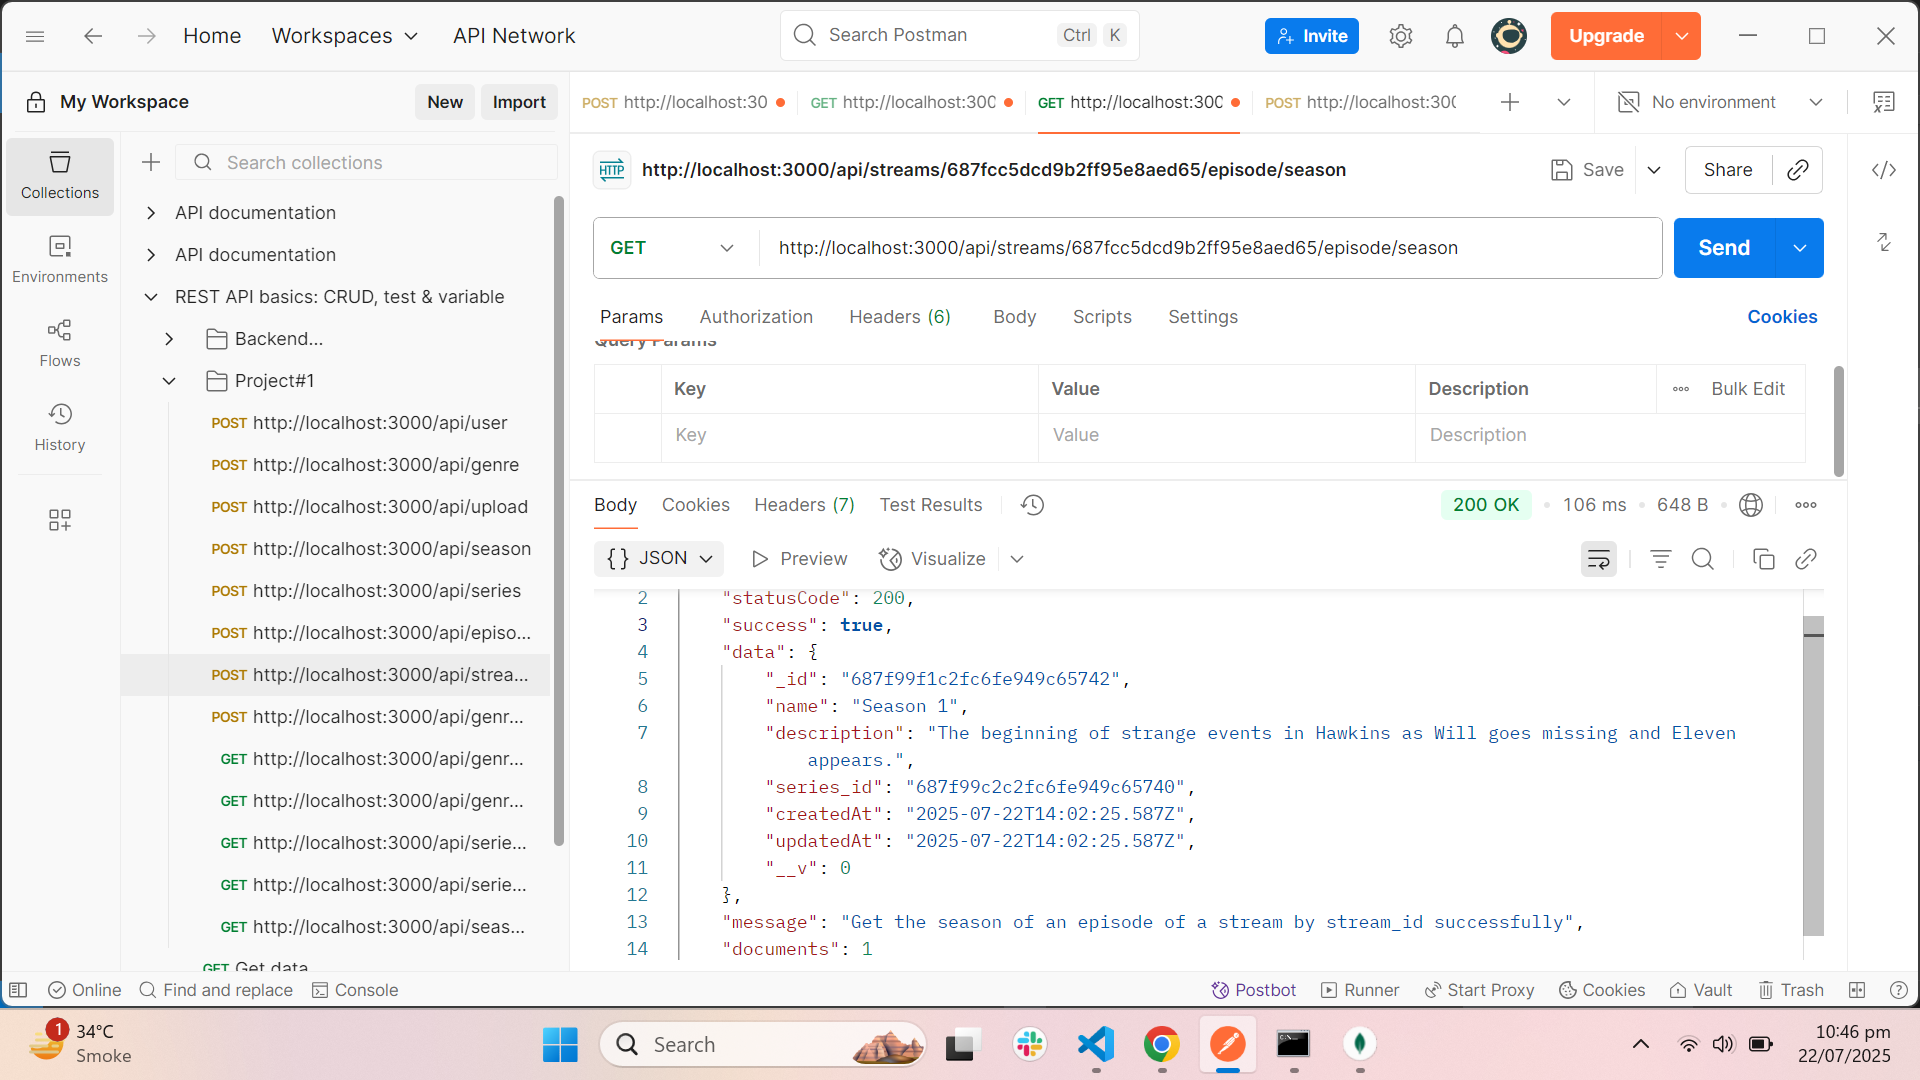 Home
Workspaces
API Network
Search Postman
Ctrl
K
Invite
Upgrade
My Workspace
New
Import
POST http://localhost:30
GET http://localhost:300
GET http://localhost:300
POST http://localhost:300
No environment
Collections
Environments
Flows
History
Search collections
API documentation
API documentation
REST API basics: CRUD, test & variable
Backend...
Project#1
POST http://localhost:3000/api/user
POST http://localhost:3000/api/genre
POST http://localhost:3000/api/upload
POST http://localhost:3000/api/season
POST http://localhost:3000/api/series
POST http://localhost:3000/api/episo...
POST http://localhost:3000/api/strea...
POST http://localhost:3000/api/genr...
GET http://localhost:3000/api/genr...
GET http://localhost:3000/api/genr...
GET http://localhost:3000/api/serie...
GET http://localhost:3000/api/serie...
GET http://localhost:3000/api/seas...
GET Get data
HTTP
http://localhost:3000/api/streams/687fcc5dcd9b2ff95e8aed65/episode/season
Save
Share
GET
http://localhost:3000/api/streams/687fcc5dcd9b2ff95e8aed65/episode/season
Send
Params
Authorization
Headers (6)
Body
Scripts
Settings
Cookies
Query Params
Key
Value
Description
Bulk Edit
Key
Value
Description
Body
Cookies
Headers (7)
Test Results
200 OK
106 ms
648 B
{} JSON
Preview
Visualize
2 "statusCode": 200,
3 "success": true,
4 "data": {
5 "_id": "687f99f1c2fc6fe949c65742",
6 "name": "Season 1",
7 "description": "The beginning of strange events in Hawkins as Will goes missing and Eleven
appears.",
8 "series_id": "687f99c2c2fc6fe949c65740",
9 "createdAt": "2025-07-22T14:02:25.587Z",
10 "updatedAt": "2025-07-22T14:02:25.587Z",
11 "__v": 0
12 },
13 "message": "Get the season of an episode of a stream by stream_id successfully",
14 "documents": 1
Online
Find and replace
Console
Postbot
Runner
Start Proxy
Cookies
Vault
Trash
1
34°C
Smoke
Search
10:46 pm
22/07/2025